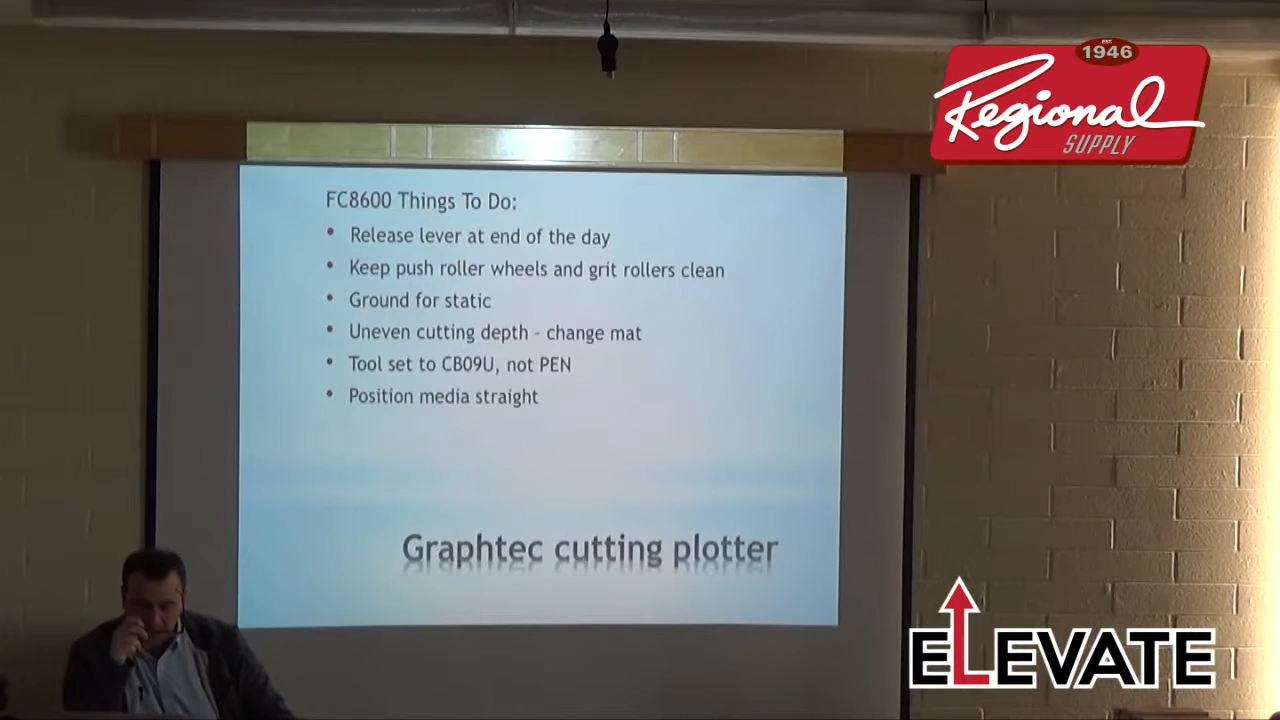 EST.
1946
Regional
SUPPLY
FC8600 Things To Do:
• Release lever at end of the day
• Keep push roller wheels and grit rollers clean
• Ground for static
• Uneven cutting depth – change mat
• Tool set to CB09U, not PEN
• Position media straight
Graphtec cutting plotter
ELEVATE